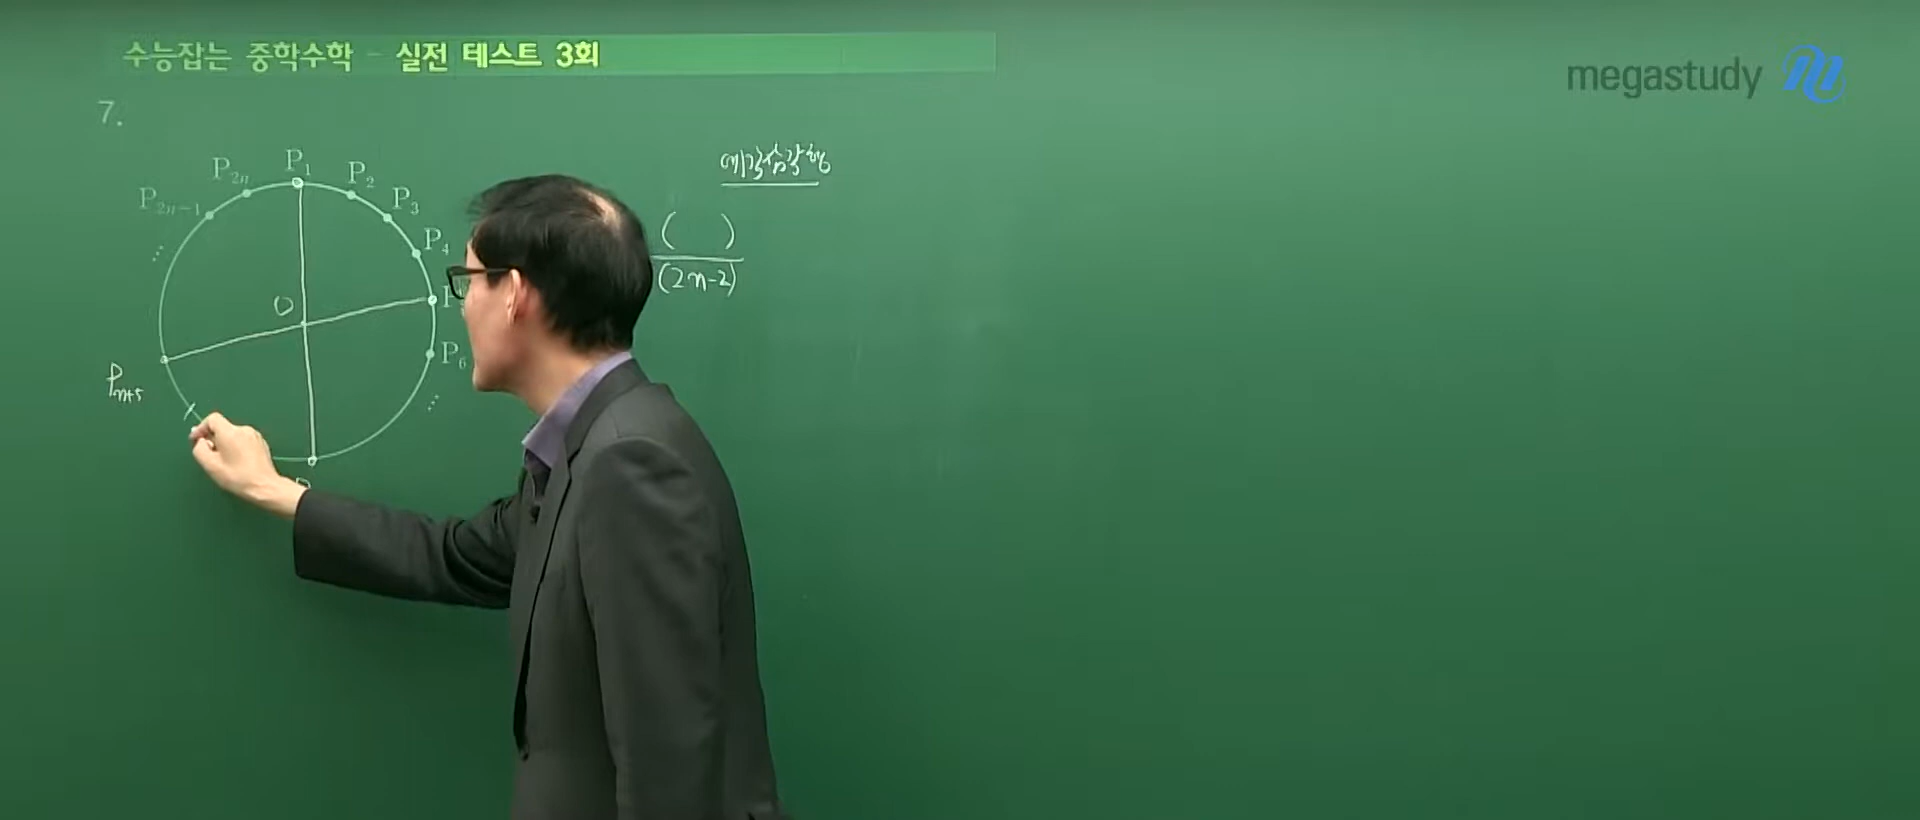 수능잡는 중학수학 - 실전 테스트 3회
megastudy
7.
P₁
P₂ₙ
P₂
P₂ₙ₋₁
P₃
P₄
P₆
O
Pₙ₊₅
예각삼각형
( )
(2n-2)